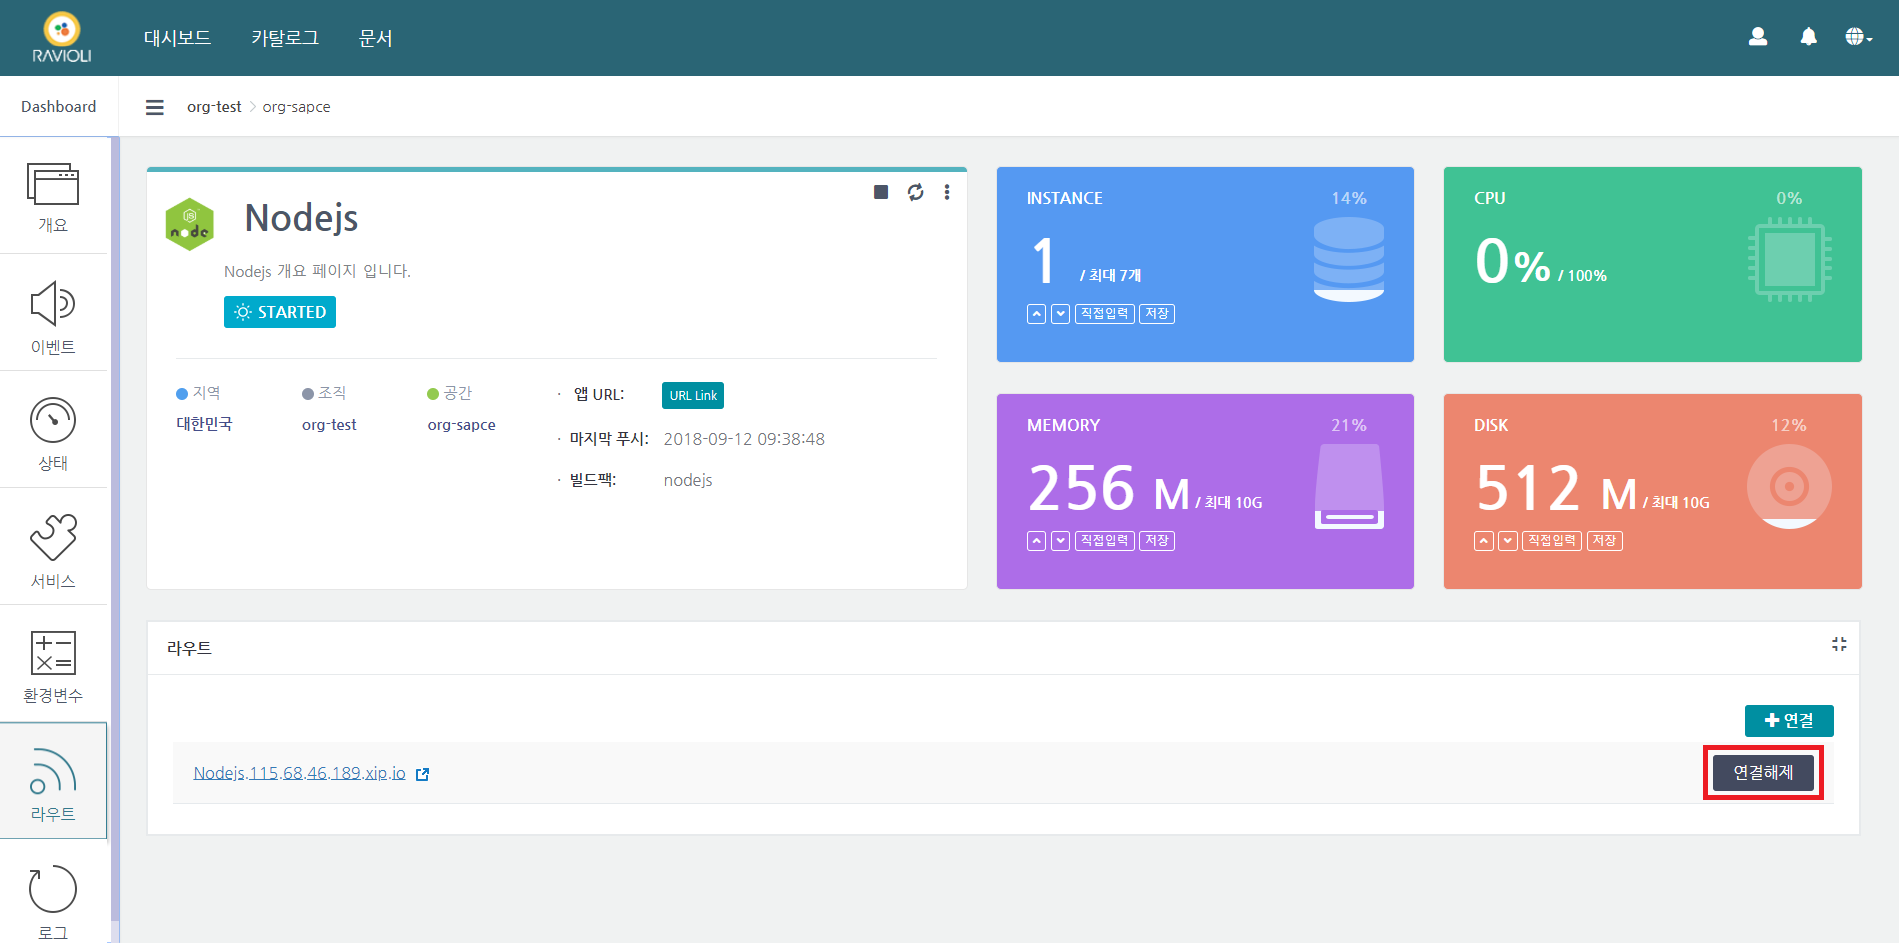 RAVIOLI
대시보드 카탈로그 문서
Dashboard
org-test > org-sapce
개요
이벤트
상태
서비스
환경변수
라우트
로그
JS
node
Nodejs
Nodejs 개요 페이지 입니다.
STARTED
지역
대한민국
조직
org-test
공간
org-sapce
· 앱 URL: URL Link
· 마지막 푸시: 2018-09-12 09:38:48
· 빌드팩: nodejs
INSTANCE 14%
1 / 최대 7개
직접입력 저장
CPU 0%
0% / 100%
MEMORY 21%
256 M / 최대 10G
직접입력 저장
DISK 12%
512 M / 최대 10G
직접입력 저장
라우트
연결
Nodejs.115.68.46.189.xip.io
연결해제